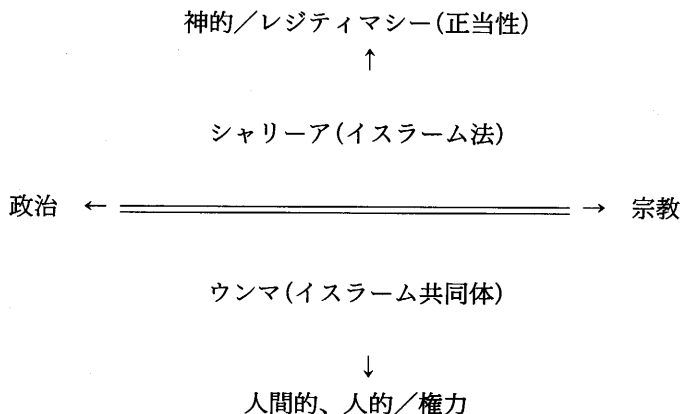 神的／レジティマシー(正当性)
↑
シャリーア(イスラーム法)
政治 ← → 宗教
ウンマ(イスラーム共同体)
↓
人間的、人的／権力